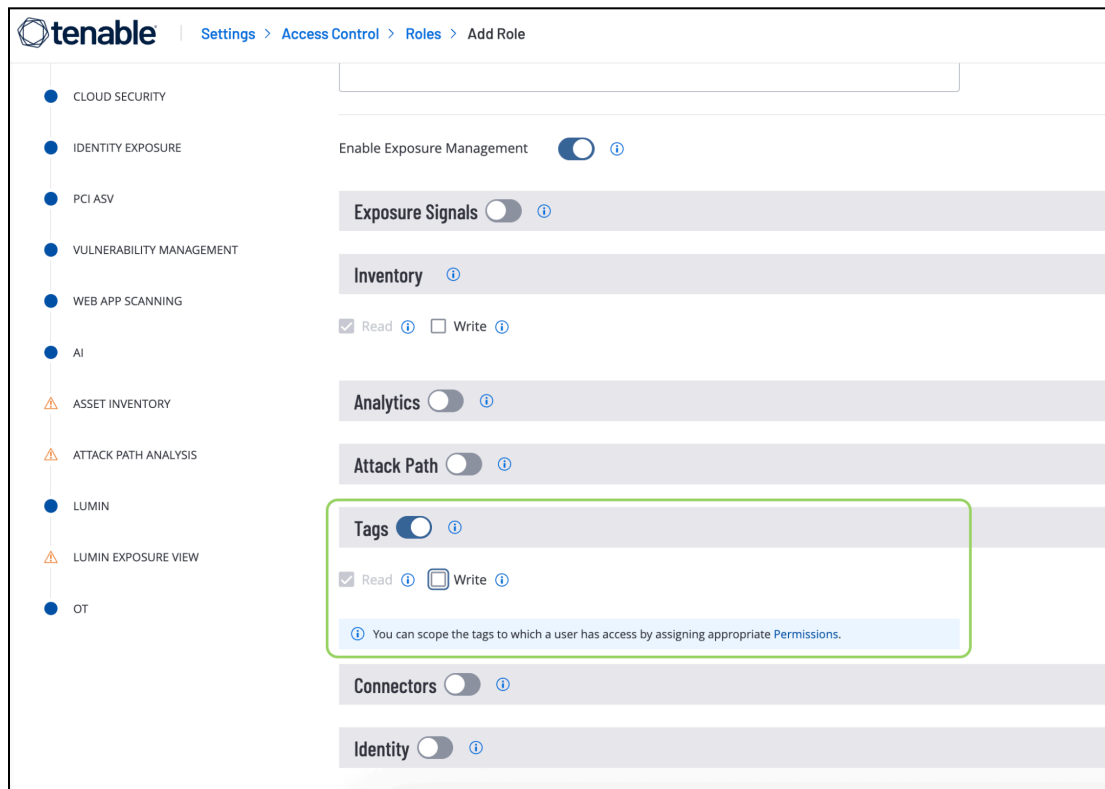 tenable
Settings > Access Control > Roles > Add Role
CLOUD SECURITY
IDENTITY EXPOSURE
PCI ASV
VULNERABILITY MANAGEMENT
WEB APP SCANNING
AI
ASSET INVENTORY
ATTACK PATH ANALYSIS
LUMIN
LUMIN EXPOSURE VIEW
OT
Enable Exposure Management
Exposure Signals
Inventory
Read Write
Analytics
Attack Path
Tags
Read Write
You can scope the tags to which a user has access by assigning appropriate Permissions.
Connectors
Identity